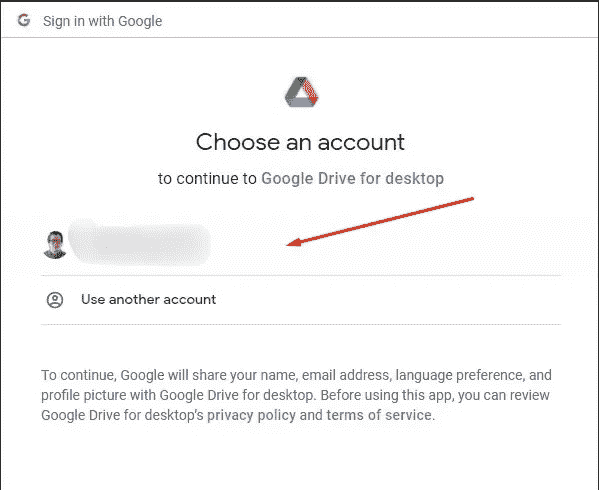 Sign in with Google
Choose an account
to continue to Google Drive for desktop
Use another account
To continue, Google will share your name, email address, language preference, and
profile picture with Google Drive for desktop. Before using this app, you can review
Google Drive for desktop's privacy policy and terms of service.